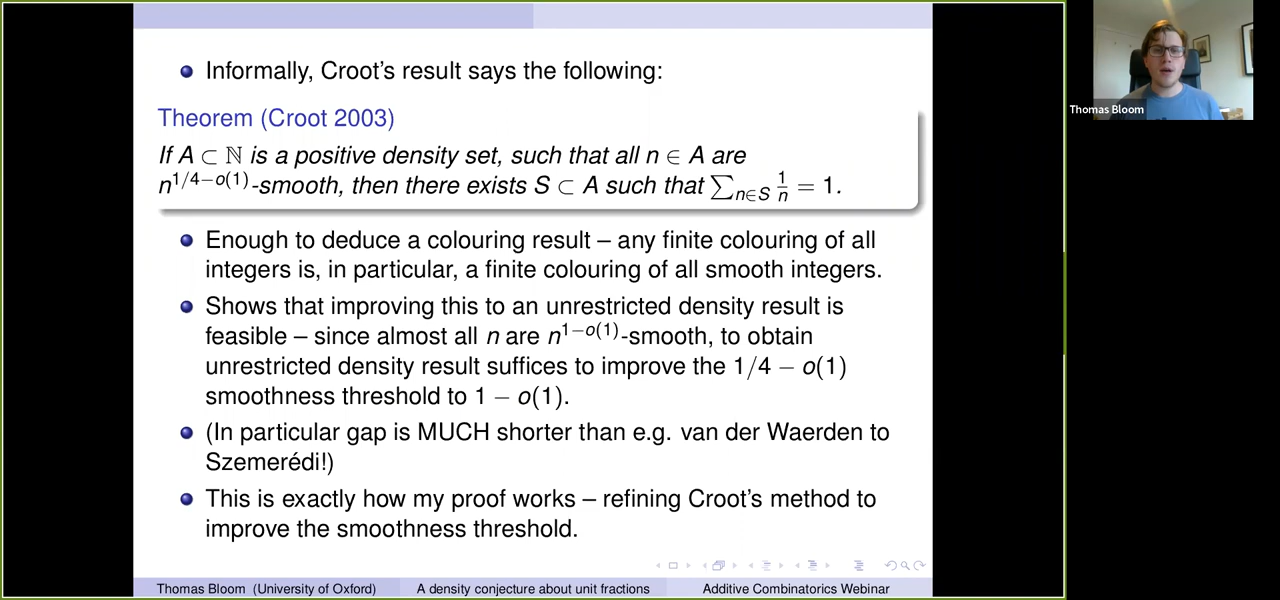 Informally, Croot's result says the following:
Theorem (Croot 2003)
If A ⊂ ℕ is a positive density set, such that all n ∈ A are
n^{1/4−o(1)}-smooth, then there exists S ⊂ A such that ∑_{n∈S} 1/n = 1.
Enough to deduce a colouring result – any finite colouring of all
integers is, in particular, a finite colouring of all smooth integers.
Shows that improving this to an unrestricted density result is
feasible – since almost all n are n^{1−o(1)}-smooth, to obtain
unrestricted density result suffices to improve the 1/4 − o(1)
smoothness threshold to 1 − o(1).
(In particular gap is MUCH shorter than e.g. van der Waerden to
Szemerédi!)
This is exactly how my proof works – refining Croot's method to
improve the smoothness threshold.
Thomas Bloom (University of Oxford) A density conjecture about unit fractions Additive Combinatorics Webinar
Thomas Bloom